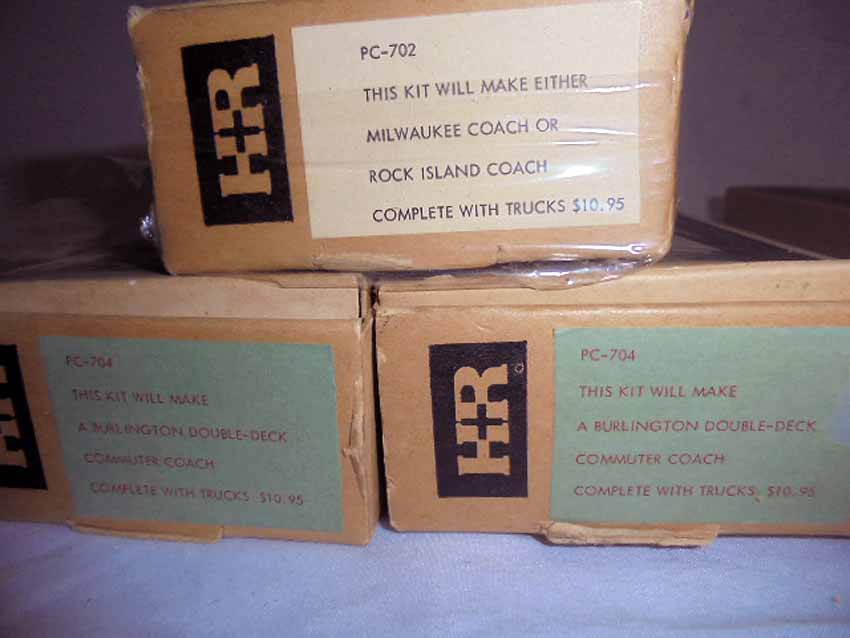 H+R
PC-702
THIS KIT WILL MAKE EITHER
MILWAUKEE COACH OR
ROCK ISLAND COACH
COMPLETE WITH TRUCKS $10.95
PC-704
THIS KIT WILL MAKE
A BURLINGTON DOUBLE-DECK
COMMUTER COACH
COMPLETE WITH TRUCKS $10.95
H+R
PC-704
THIS KIT WILL MAKE
A BURLINGTON DOUBLE-DECK
COMMUTER COACH
COMPLETE WITH TRUCKS, $10.95